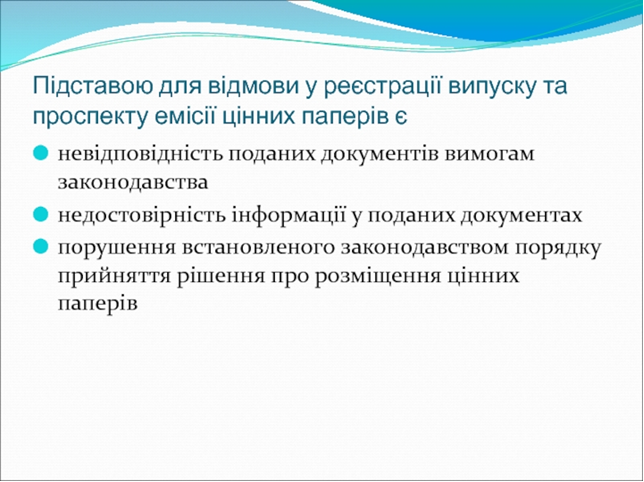 Підставою для відмови у реєстрації випуску та
проспекту емісії цінних паперів є
невідповідність поданих документів вимогам
законодавства
недостовірність інформації у поданих документах
порушення встановленого законодавством порядку
прийняття рішення про розміщення цінних
паперів